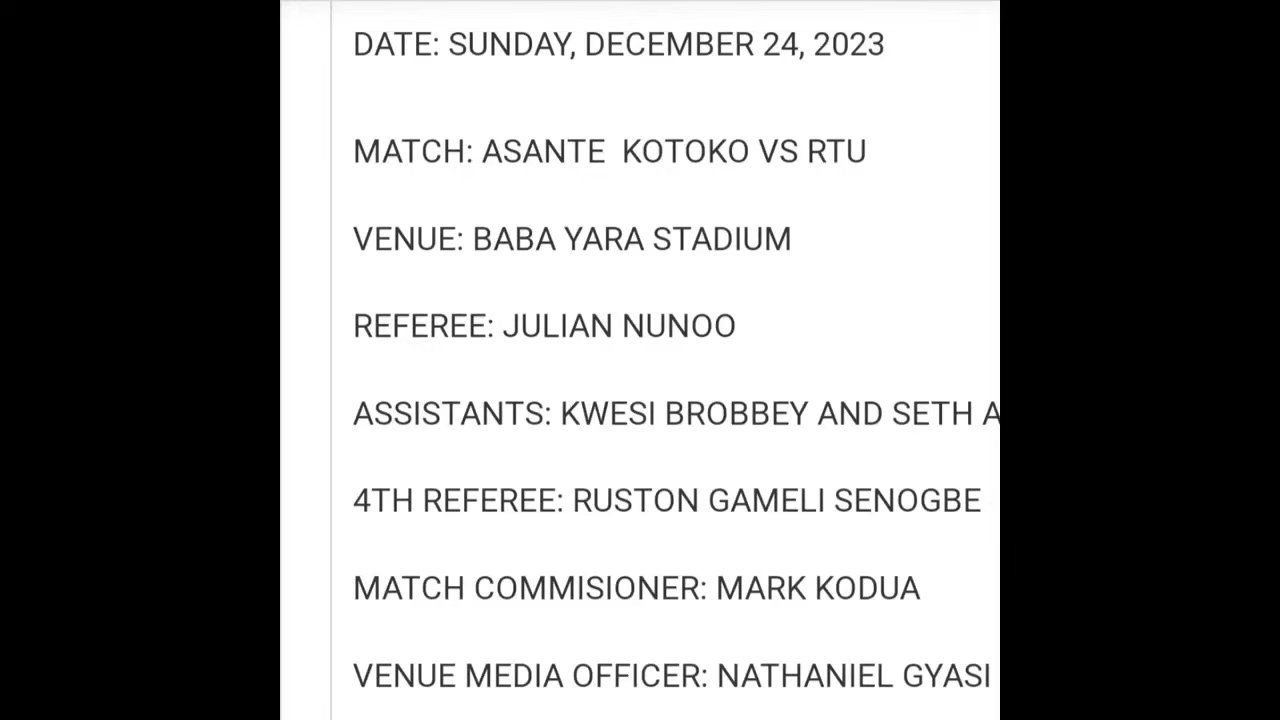 DATE: SUNDAY, DECEMBER 24, 2023
MATCH: ASANTE KOTOKO VS RTU
VENUE: BABA YARA STADIUM
REFEREE: JULIAN NUNOO
ASSISTANTS: KWESI BROBBEY AND SETH
4TH REFEREE: RUSTON GAMELI SENOGBE
MATCH COMMISIONER: MARK KODUA
VENUE MEDIA OFFICER: NATHANIEL GYASI